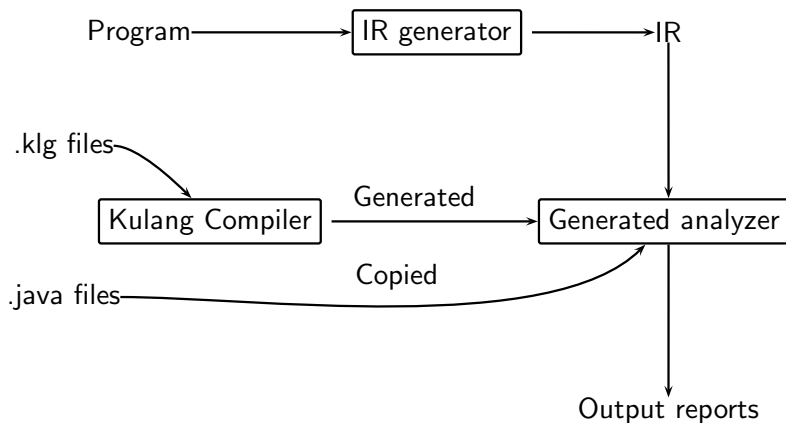 Program
IR generator
IR
.klg files
Generated
Kulang Compiler
Generated analyzer
Copied
.java files
Output reports